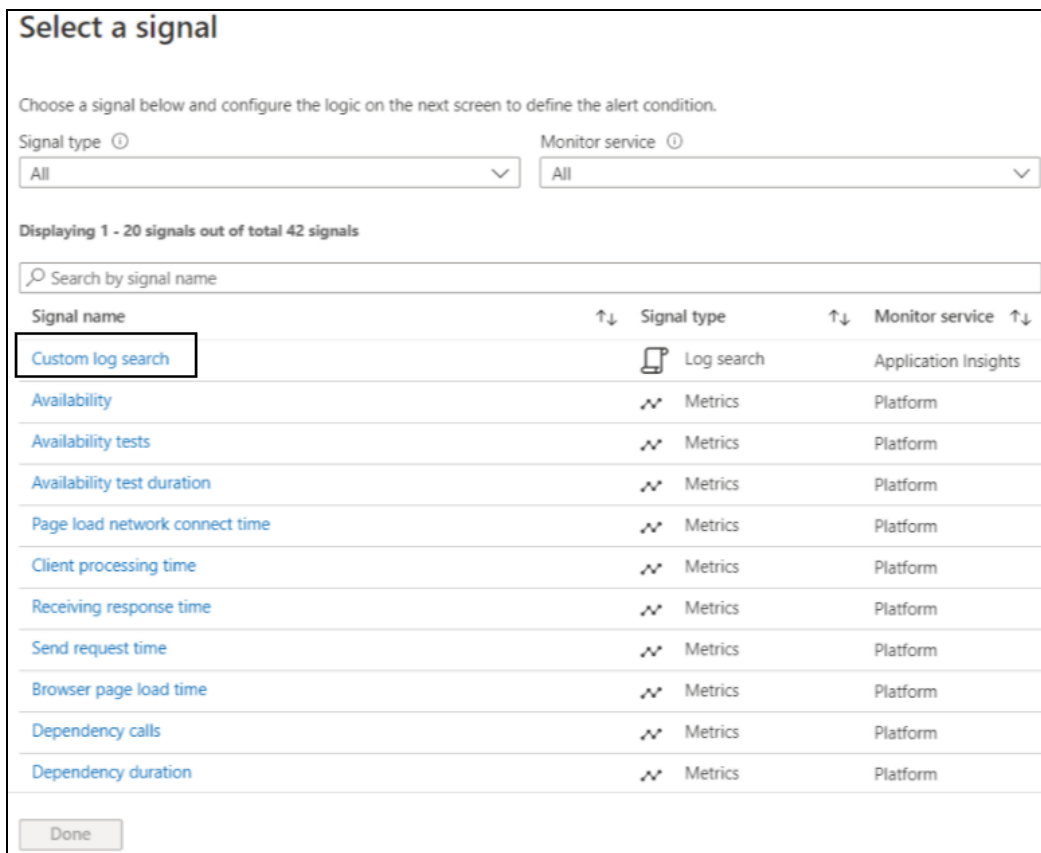 Select a signal
Choose a signal below and configure the logic on the next screen to define the alert condition.
Signal type
Monitor service
All
All
Displaying 1 - 20 signals out of total 42 signals
Search by signal name
Signal name Signal type Monitor service
Custom log search Log search Application Insights
Availability Metrics Platform
Availability tests Metrics Platform
Availability test duration Metrics Platform
Page load network connect time Metrics Platform
Client processing time Metrics Platform
Receiving response time Metrics Platform
Send request time Metrics Platform
Browser page load time Metrics Platform
Dependency calls Metrics Platform
Dependency duration Metrics Platform
Done